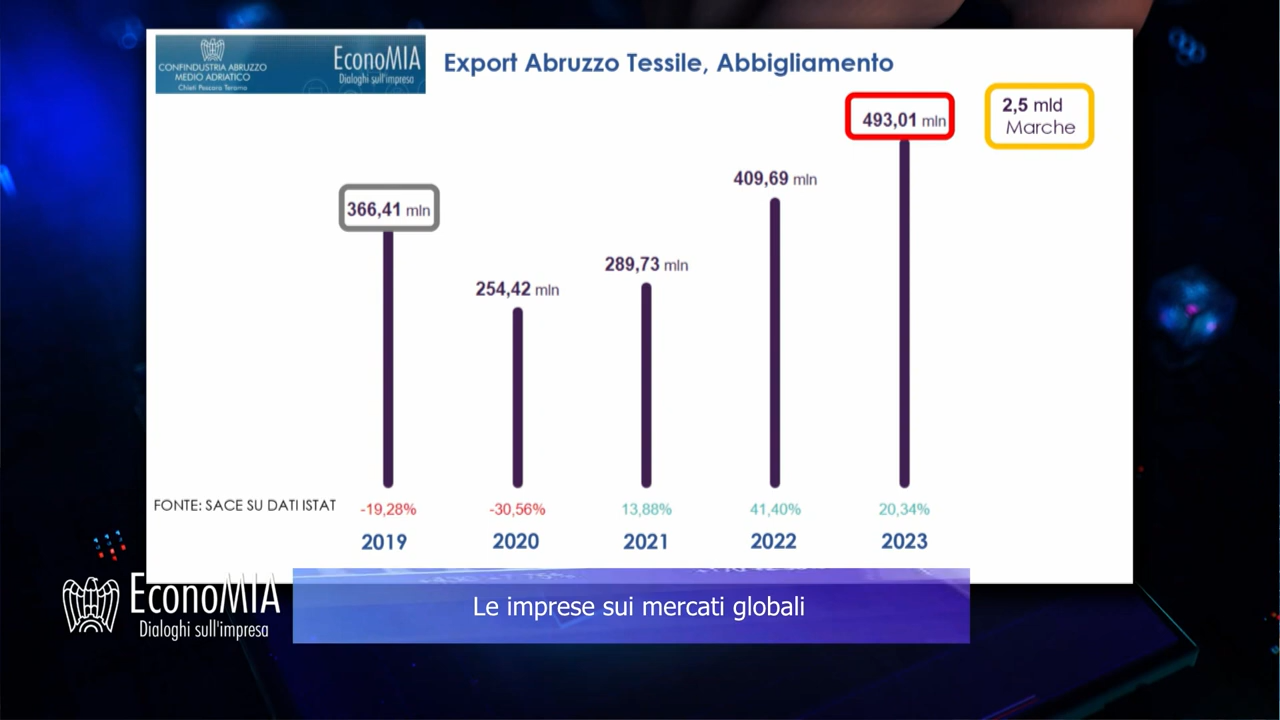 CONFINDUSTRIA ABRUZZO
MEDIO ADRIATICO
Chieti Pescara Teramo
EconoMIA
Dialoghi sull'impresa
Export Abruzzo Tessile, Abbigliamento
493,01 mln
2,5 mld
Marche
409,69 mln
366,41 mln
289,73 mln
254,42 mln
FONTE: SACE SU DATI ISTAT
-19,28%
-30,56%
13,88%
41,40%
20,34%
2019
2020
2021
2022
2023
EconoMIA
Dialoghi sull'impresa
Le imprese sui mercati globali